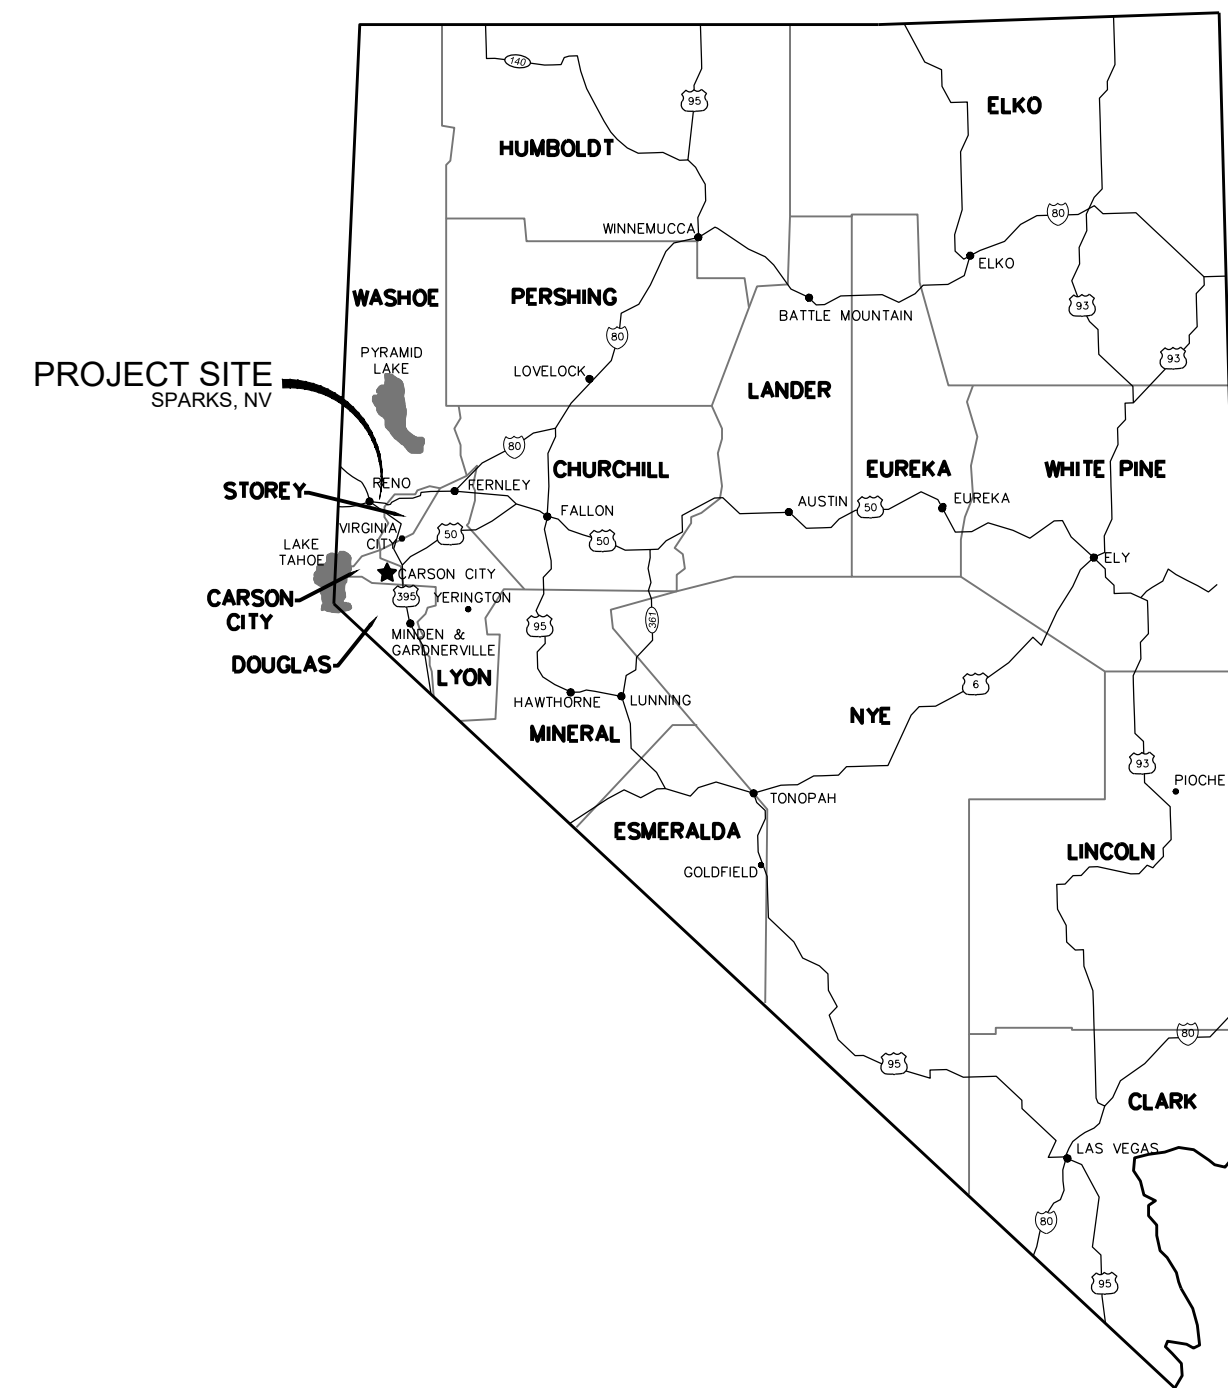 140
95
ELKO
HUMBOLDT
80
WINNEMUCCA
ELKO
WASHOE
PERSHING
93
BATTLE MOUNTAIN
80
PYRAMID
LAKE
93
PROJECT SITE
SPARKS, NV
LOVELOCK
LANDER
80
CHURCHILL
EUREKA
WHITE PINE
STOREY
RENO
FERNLEY
AUSTIN
50
EUREKA
FALLON
VIRGINIA
CITY
50
50
LAKE
TAHOE
ELY
CARSON CITY
CARSON
CITY
395
YERINGTON
95
361
MINDEN &
GARDNERVILLE
DOUGLAS
LYON
6
HAWTHORNE
LUNNING
NYE
MINERAL
93
PIOCHE
TONOPAH
ESMERALDA
LINCOLN
GOLDFIELD
80
95
CLARK
LAS VEGAS
80
95